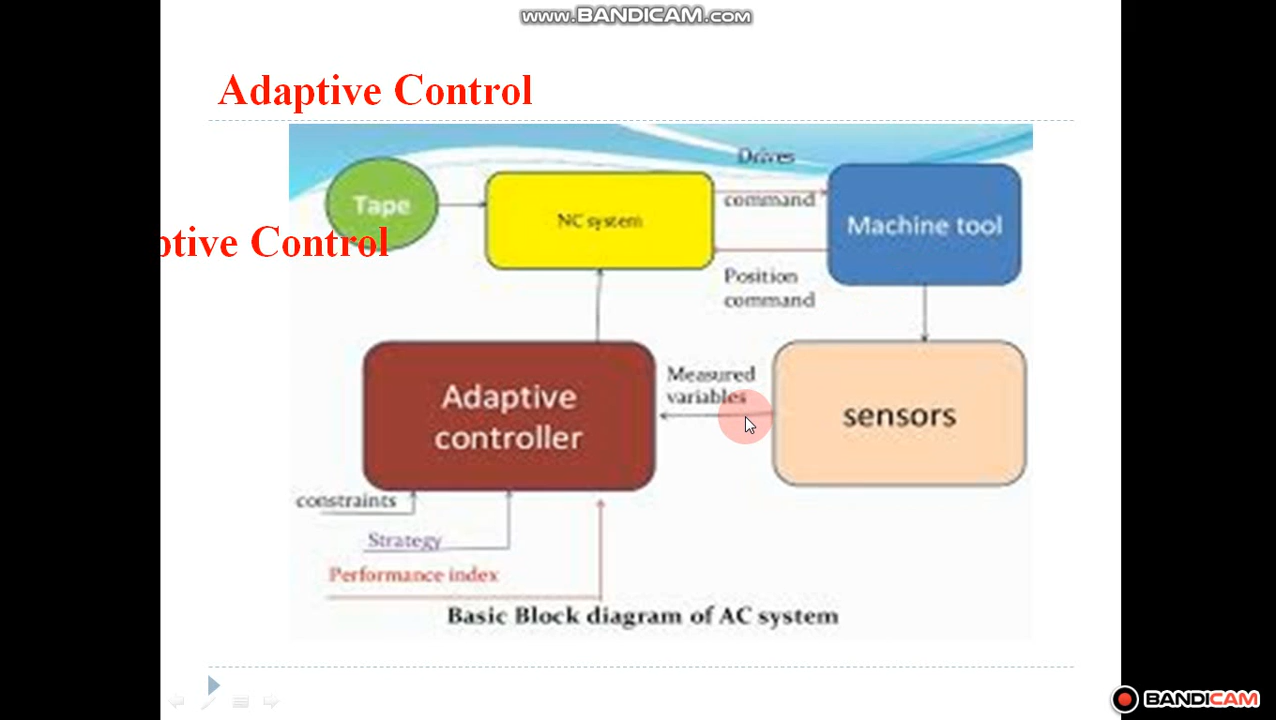 www.BANDICAM.com
Adaptive Control
Drives
command
Tape
NC system
Machine tool
ptive Control
Position
command
Measured
variables
Adaptive
controller
sensors
constraints
Strategy
Performance index
Basic Block diagram of AC system
BANDICAM